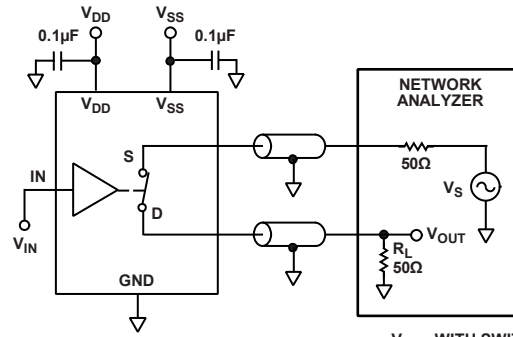 VDD
VSS
0.1µF
0.1µF
VDD
VSS
NETWORK
ANALYZER
S
50Ω
IN
VS
D
VOUT
VIN
RL
50Ω
GND